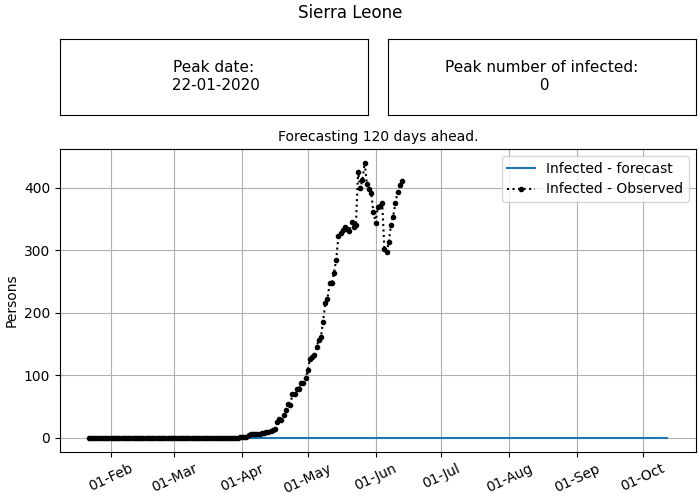 Sierra Leone
Peak date:
22-01-2020
Peak number of infected:
0
Forecasting 120 days ahead.
Infected - forecast
Infected - Observed
Persons
400
300
200
100
0
01-Feb
01-Mar
01-Apr
01-May
01-Jun
01-Jul
01-Aug
01-Sep
01-Oct